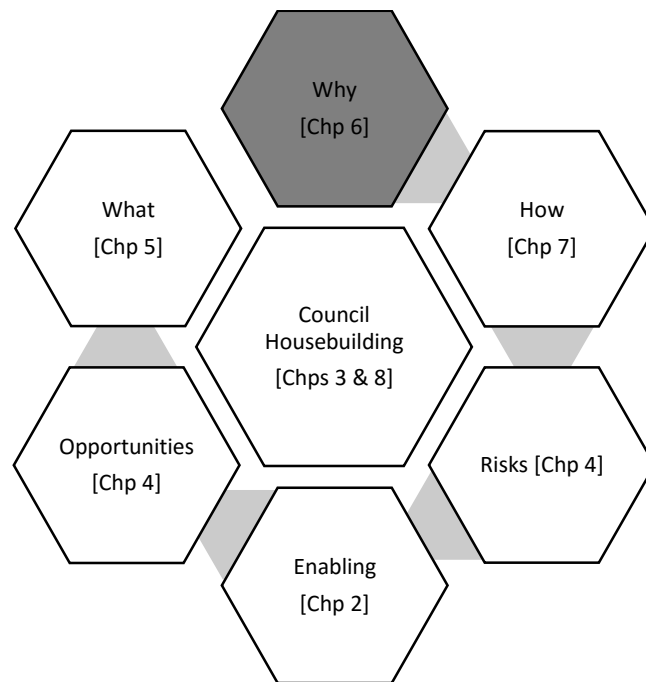 Why
[Chp 6]
What
[Chp 5]
How
[Chp 7]
Council
Housebuilding
[Chps 3 & 8]
Opportunities
[Chp 4]
Risks [Chp 4]
Enabling
[Chp 2]